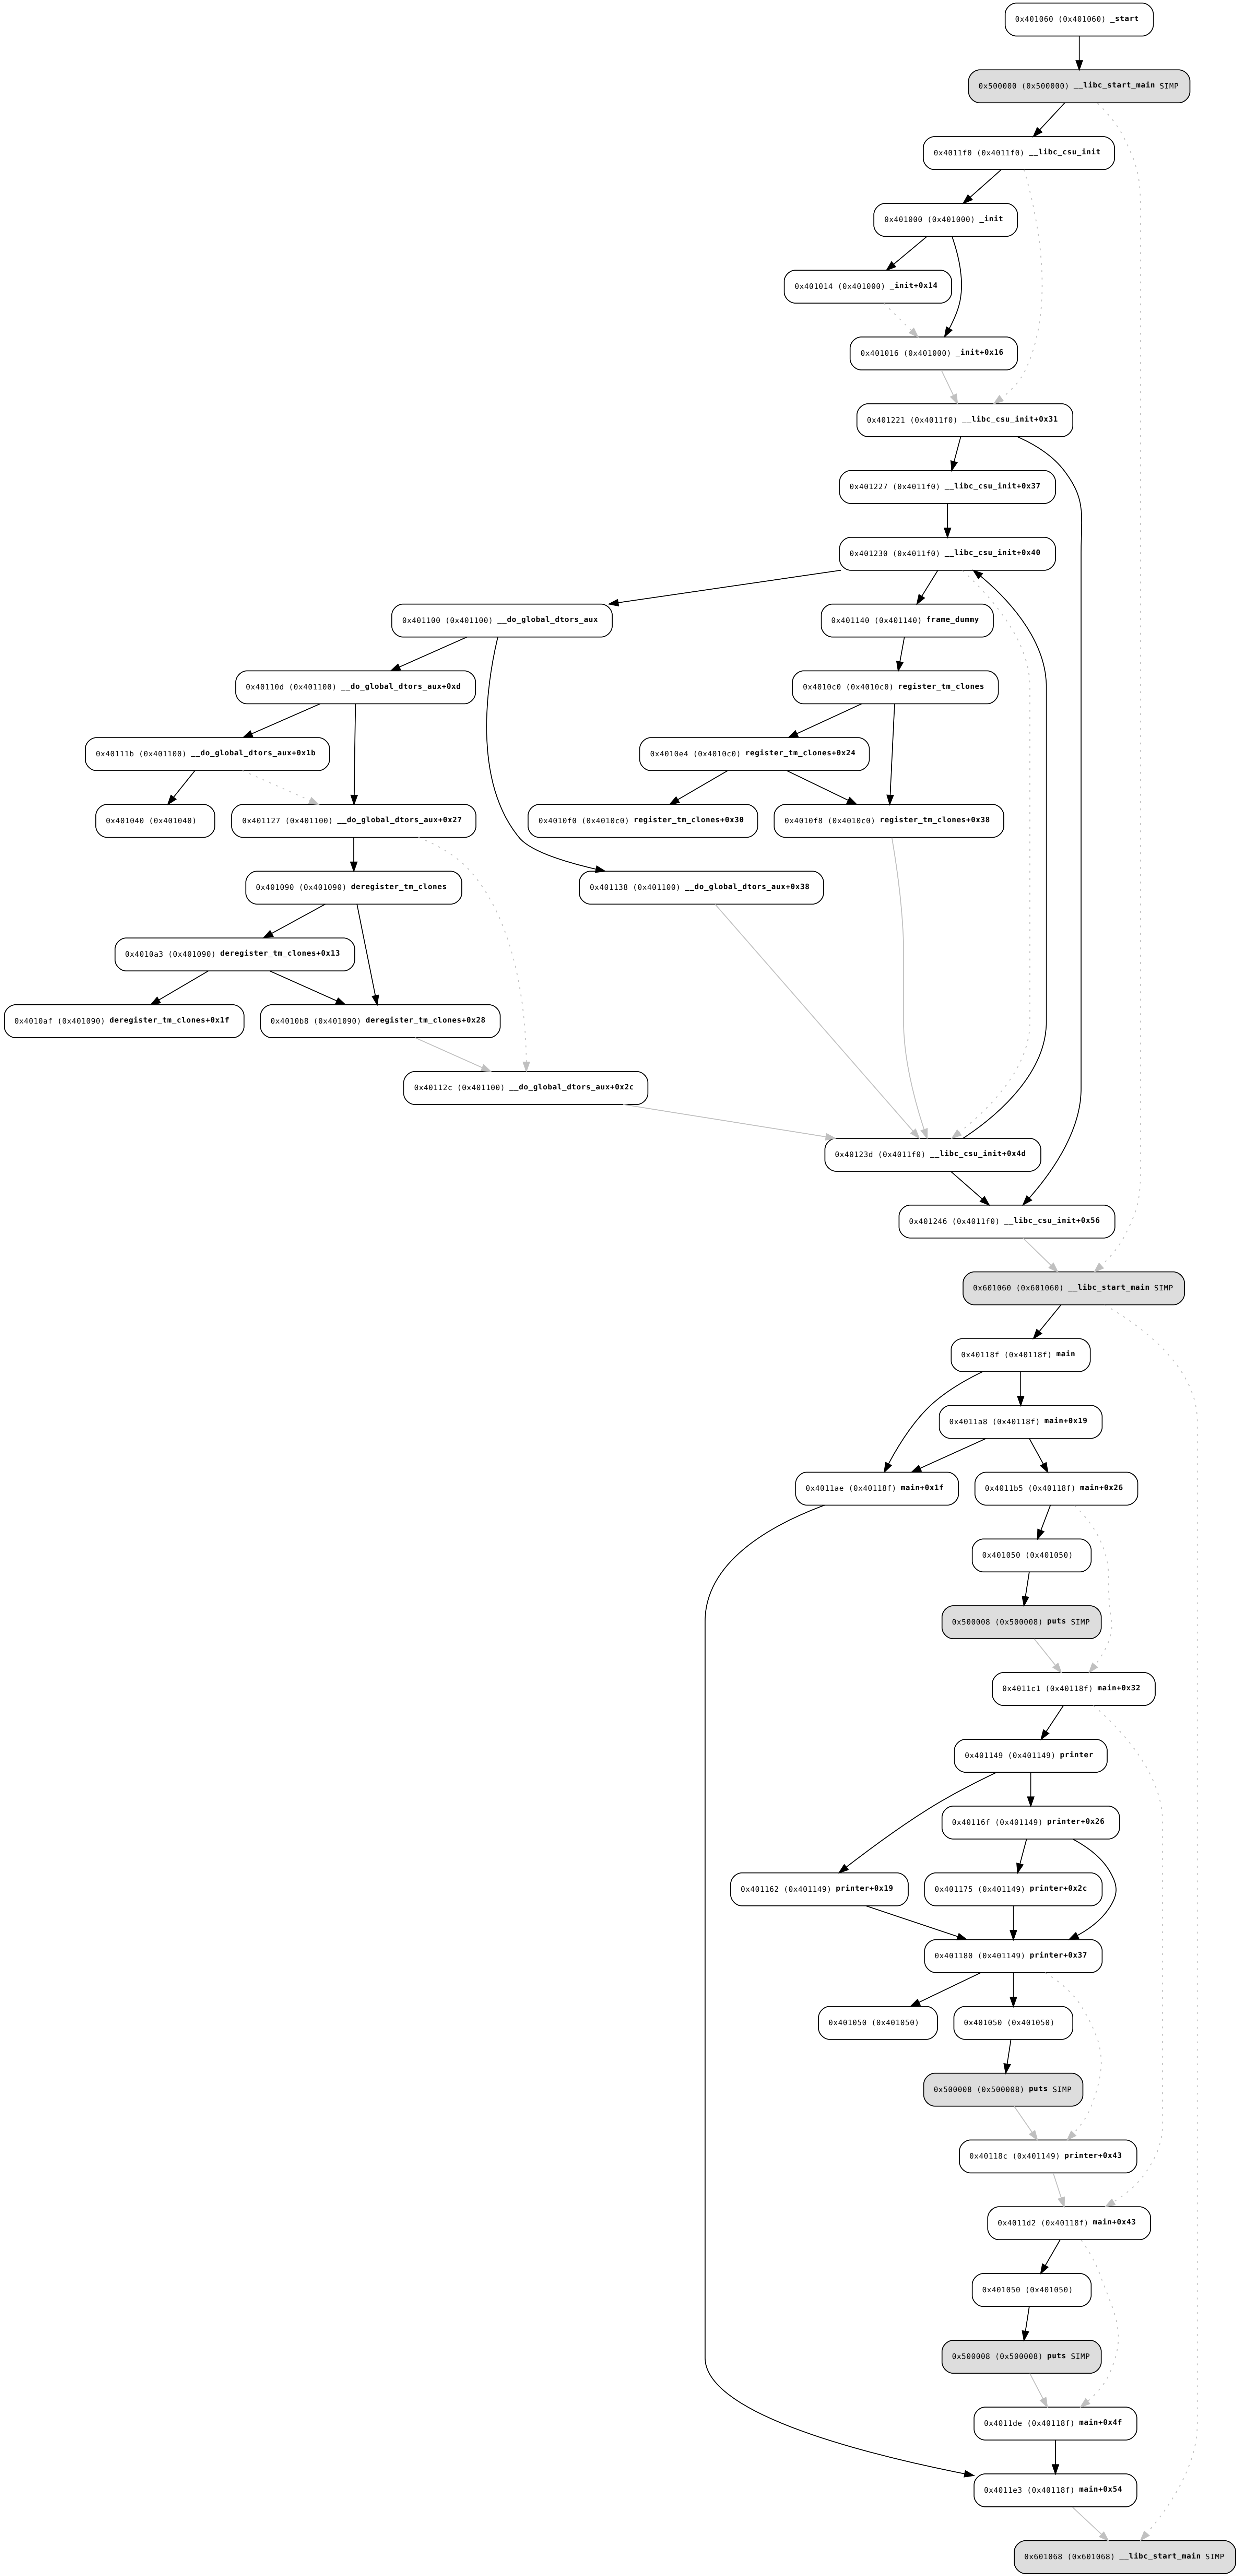 0x401060 (0x401060) _start
0x500000 (0x500000) __libc_start_main SIMP
0x4011f0 (0x4011f0) __libc_csu_init
0x401000 (0x401000) _init
0x401014 (0x401000) _init+0x14
0x401016 (0x401000) _init+0x16
0x401221 (0x4011f0) __libc_csu_init+0x31
0x401227 (0x4011f0) __libc_csu_init+0x37
0x401230 (0x4011f0) __libc_csu_init+0x40
0x401100 (0x401100) __do_global_dtors_aux
0x401140 (0x401140) frame_dummy
0x40110d (0x401100) __do_global_dtors_aux+0xd
0x4010c0 (0x4010c0) register_tm_clones
0x40111b (0x401100) __do_global_dtors_aux+0x1b
0x4010e4 (0x4010c0) register_tm_clones+0x24
0x401040 (0x401040)
0x401127 (0x401100) __do_global_dtors_aux+0x27
0x4010f0 (0x4010c0) register_tm_clones+0x30
0x4010f8 (0x4010c0) register_tm_clones+0x38
0x401090 (0x401090) deregister_tm_clones
0x401138 (0x401100) __do_global_dtors_aux+0x38
0x4010a3 (0x401090) deregister_tm_clones+0x13
0x4010af (0x401090) deregister_tm_clones+0x1f
0x4010b8 (0x401090) deregister_tm_clones+0x28
0x40112c (0x401100) __do_global_dtors_aux+0x2c
0x40123d (0x4011f0) __libc_csu_init+0x4d
0x401246 (0x4011f0) __libc_csu_init+0x56
0x601060 (0x601060) __libc_start_main SIMP
0x40118f (0x40118f) main
0x4011a8 (0x40118f) main+0x19
0x4011ae (0x40118f) main+0x1f
0x4011b5 (0x40118f) main+0x26
0x401050 (0x401050)
0x500008 (0x500008) puts SIMP
0x4011c1 (0x40118f) main+0x32
0x401149 (0x401149) printer
0x40116f (0x401149) printer+0x26
0x401162 (0x401149) printer+0x19
0x401175 (0x401149) printer+0x2c
0x401180 (0x401149) printer+0x37
0x401050 (0x401050)
0x401050 (0x401050)
0x500008 (0x500008) puts SIMP
0x40118c (0x401149) printer+0x43
0x4011d2 (0x40118f) main+0x43
0x401050 (0x401050)
0x500008 (0x500008) puts SIMP
0x4011de (0x40118f) main+0x4f
0x4011e3 (0x40118f) main+0x54
0x601068 (0x601068) __libc_start_main SIMP